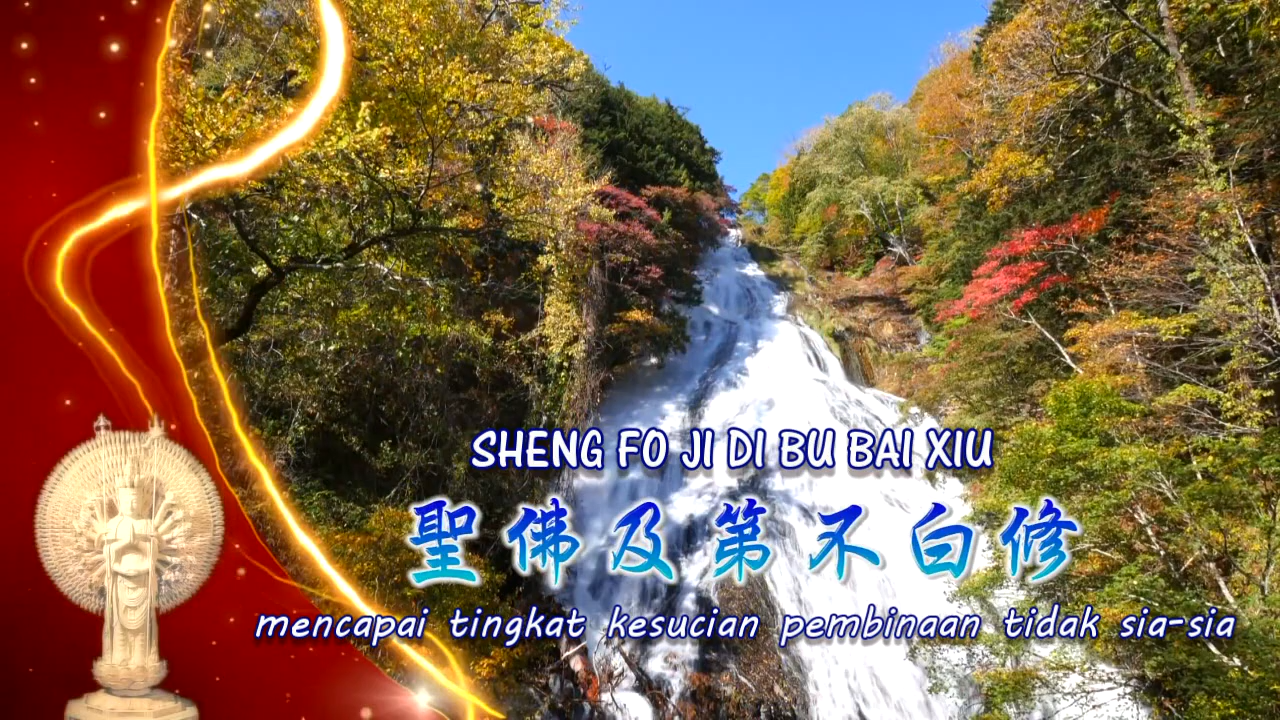 SHENG FO JI DI BU BAI XIU
聖佛及第不白修
mencapai tingkat kesucian pembinaan tidak sia-sia